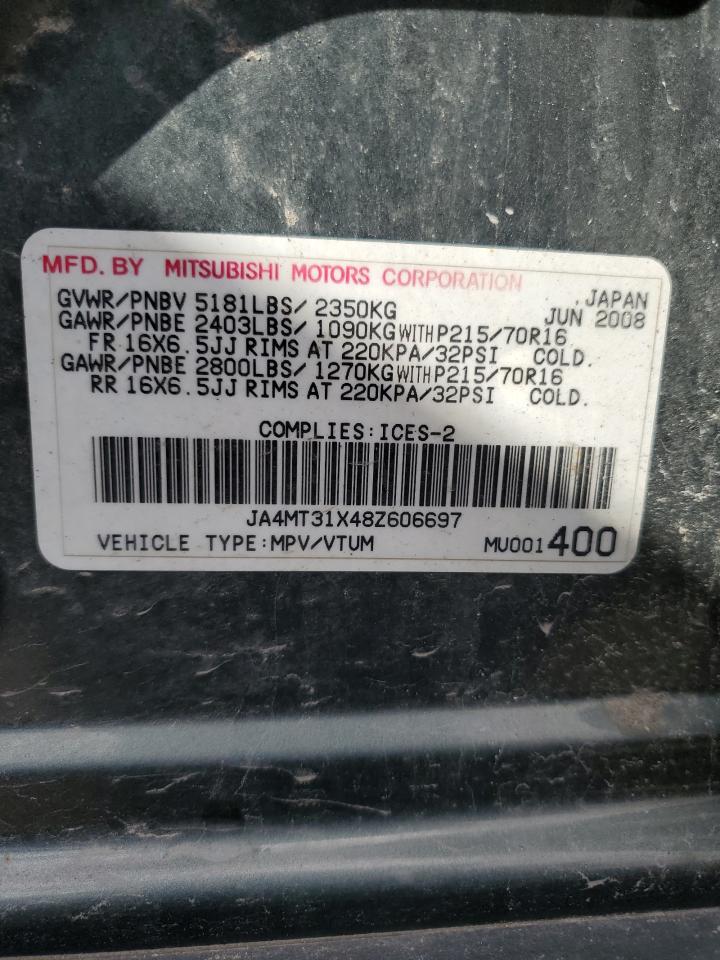 MFD. BY MITSUBISHI MOTORS CORPORATION
GVWR/PNBV 5181LBS/ 2350KG JAPAN
GAWR/PNBE 2403LBS/ 1090KG WITH P215/70R16 JUN 2008
FR 16X6.5JJ RIMS AT 220KPA/32PSI COLD.
GAWR/PNBE 2800LBS/ 1270KG WITH P215/70R16
RR 16X6.5JJ RIMS AT 220KPA/32PSI COLD.
COMPLIES:ICES-2
JA4MT31X48Z606697
VEHICLE TYPE:MPV/VTUM MU001400